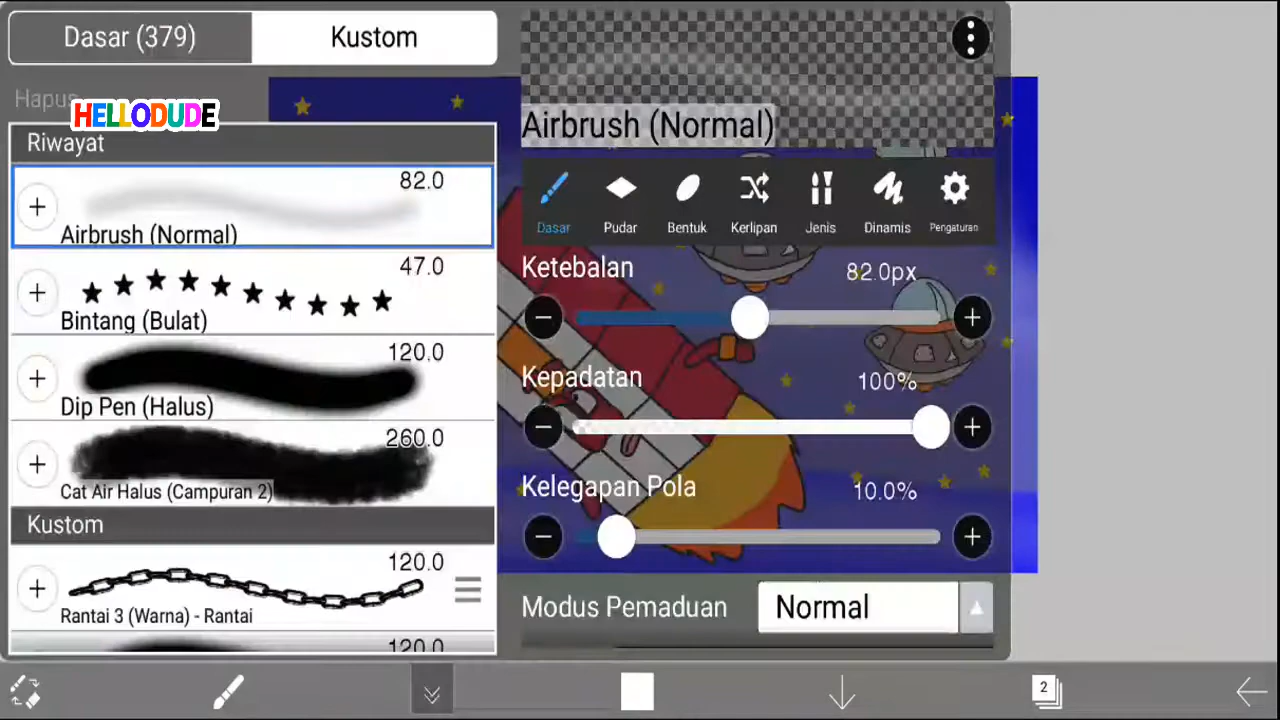 Dasar (379)
Kustom
Hapus
HELLODUDE
Riwayat
82.0
Airbrush (Normal)
47.0
Bintang (Bulat)
120.0
Dip Pen (Halus)
260.0
Cat Air Halus (Campuran 2)
Kustom
120.0
Rantai 3 (Warna) - Rantai
120.0
Airbrush (Normal)
Dasar
Pudar
Bentuk
Kerlipan
Jenis
Dinamis
Pengaturan
Ketebalan
82.0px
Kepadatan
100%
Kelegapan Pola
10.0%
Modus Pemaduan
Normal
2